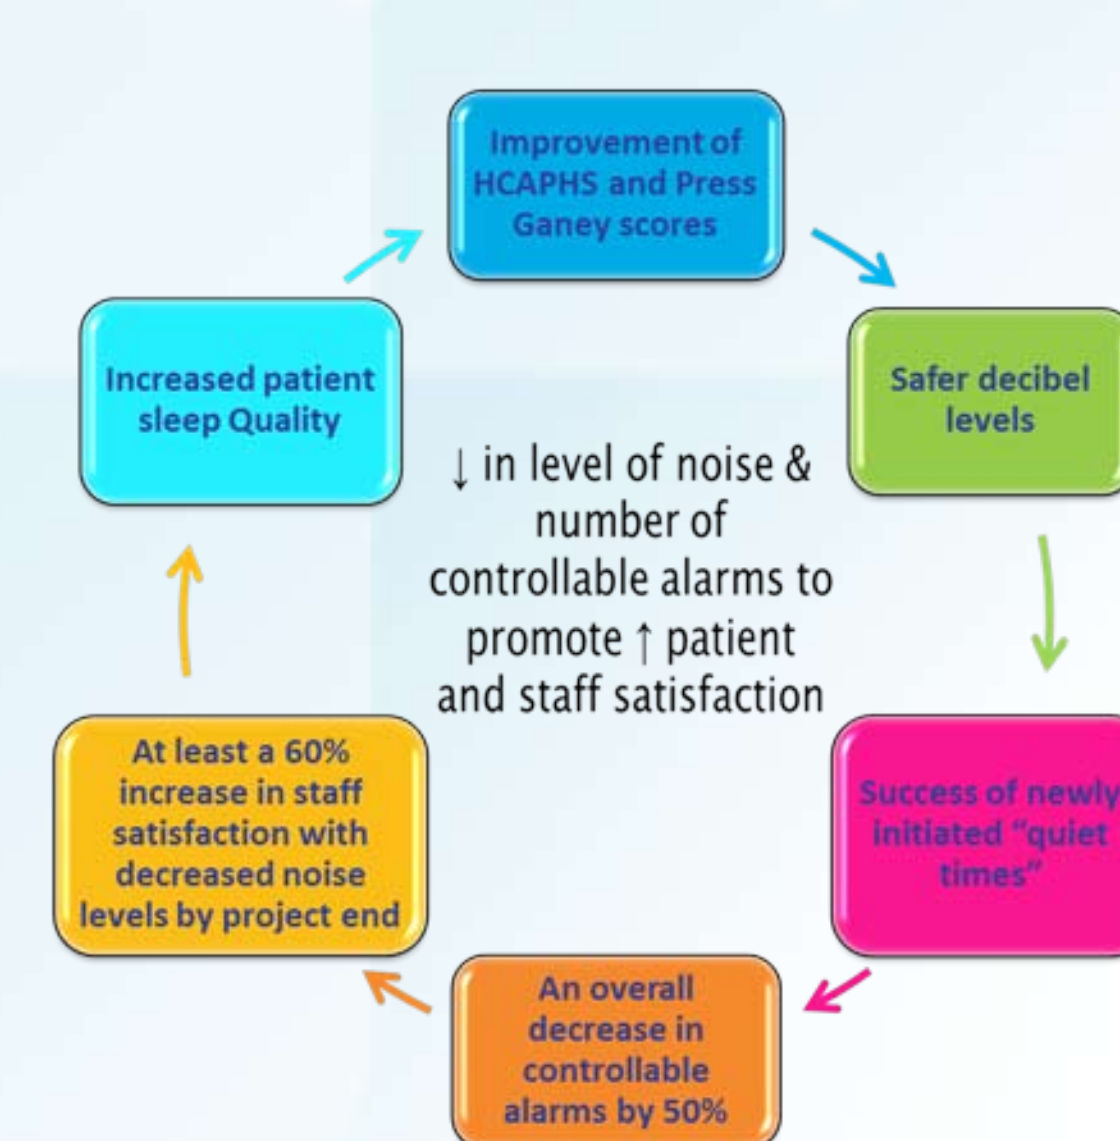 Improvement of
HCAPHS and Press
Ganey scores
Safer decibel
levels
Success of newly
initiated “quiet
times”
An overall
decrease in
controllable
alarms by 50%
At least a 60%
increase in staff
satisfaction with
decreased noise
levels by project end
Increased patient
sleep Quality
↓ in level of noise &
number of
controllable alarms to
promote ↑ patient
and staff satisfaction